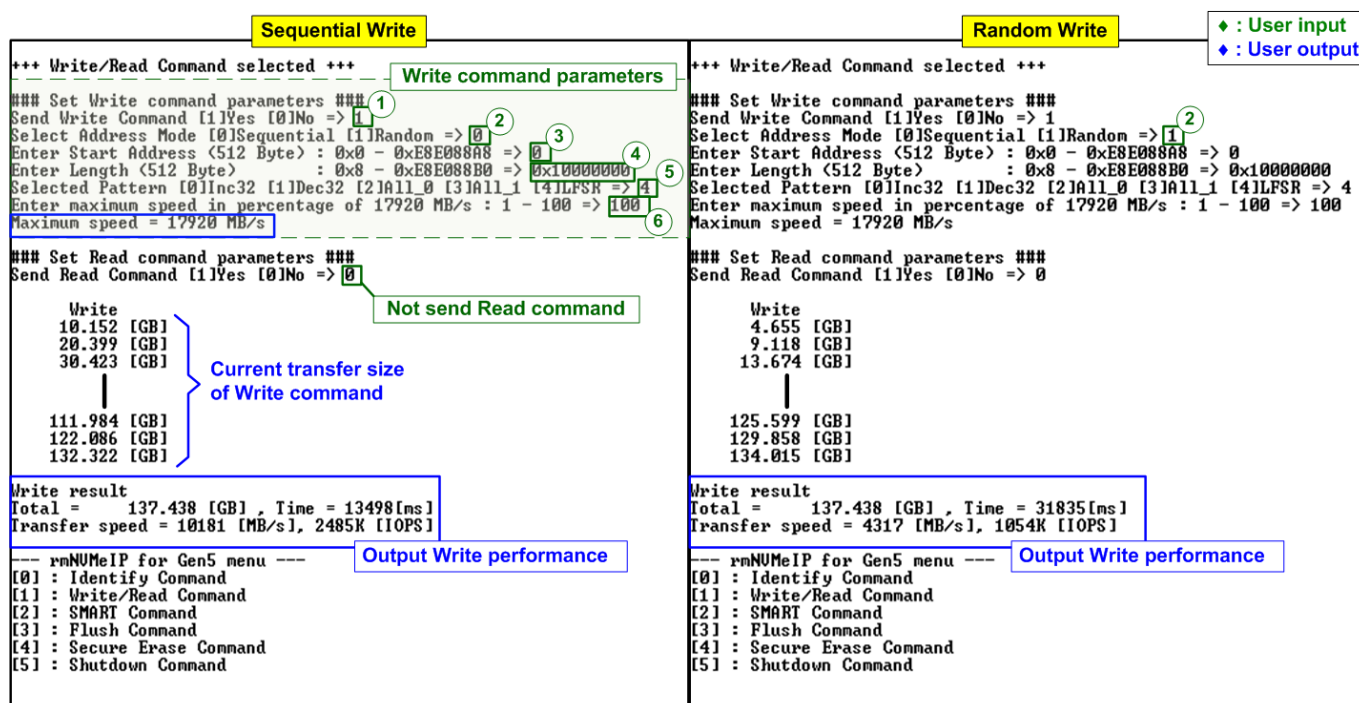 Sequential Write
+++ Write/Read Command selected +++
Write command parameters
### Set Write command parameters ###
1
Send Write Command [1]Yes [0]No => 1
2
Select Address Mode [0]Sequential [1]Random => 0
3
Enter Start Address (512 Byte) : 0x0 - 0xE8E088A8 => 0
4
Enter Length (512 Byte) : 0x8 - 0xE8E088B0 => 0x10000000
5
Selected Pattern [0]Inc32 [1]Dec32 [2]All_0 [3]All_1 [4]LFSR => 4
Enter maximum speed in percentage of 17920 MB/s : 1 - 100 => 100
6
Maximum speed = 17920 MB/s
### Set Read command parameters ###
Send Read Command [1]Yes [0]No => 0
Not send Read command
Write
10.152 [GB]
20.399 [GB]
30.423 [GB]
Current transfer size
of Write command
111.984 [GB]
122.086 [GB]
132.322 [GB]
Write result
Total = 137.438 [GB] , Time = 13498[ms]
Transfer speed = 10181 [MB/s], 2485K [IOPS]
Output Write performance
--- rmNVMeIP for Gen5 menu ---
[0] : Identify Command
[1] : Write/Read Command
[2] : SMART Command
[3] : Flush Command
[4] : Secure Erase Command
[5] : Shutdown Command
Random Write
♦ : User input
♦ : User output
+++ Write/Read Command selected +++
### Set Write command parameters ###
Send Write Command [1]Yes [0]No => 1
2
Select Address Mode [0]Sequential [1]Random => 1
Enter Start Address (512 Byte) : 0x0 - 0xE8E088A8 => 0
Enter Length (512 Byte) : 0x8 - 0xE8E088B0 => 0x10000000
Selected Pattern [0]Inc32 [1]Dec32 [2]All_0 [3]All_1 [4]LFSR => 4
Enter maximum speed in percentage of 17920 MB/s : 1 - 100 => 100
Maximum speed = 17920 MB/s
### Set Read command parameters ###
Send Read Command [1]Yes [0]No => 0
Write
4.655 [GB]
9.118 [GB]
13.674 [GB]
125.599 [GB]
129.858 [GB]
134.015 [GB]
Write result
Total = 137.438 [GB] , Time = 31835[ms]
Transfer speed = 4317 [MB/s], 1054K [IOPS]
Output Write performance
--- rmNVMeIP for Gen5 menu ---
[0] : Identify Command
[1] : Write/Read Command
[2] : SMART Command
[3] : Flush Command
[4] : Secure Erase Command
[5] : Shutdown Command